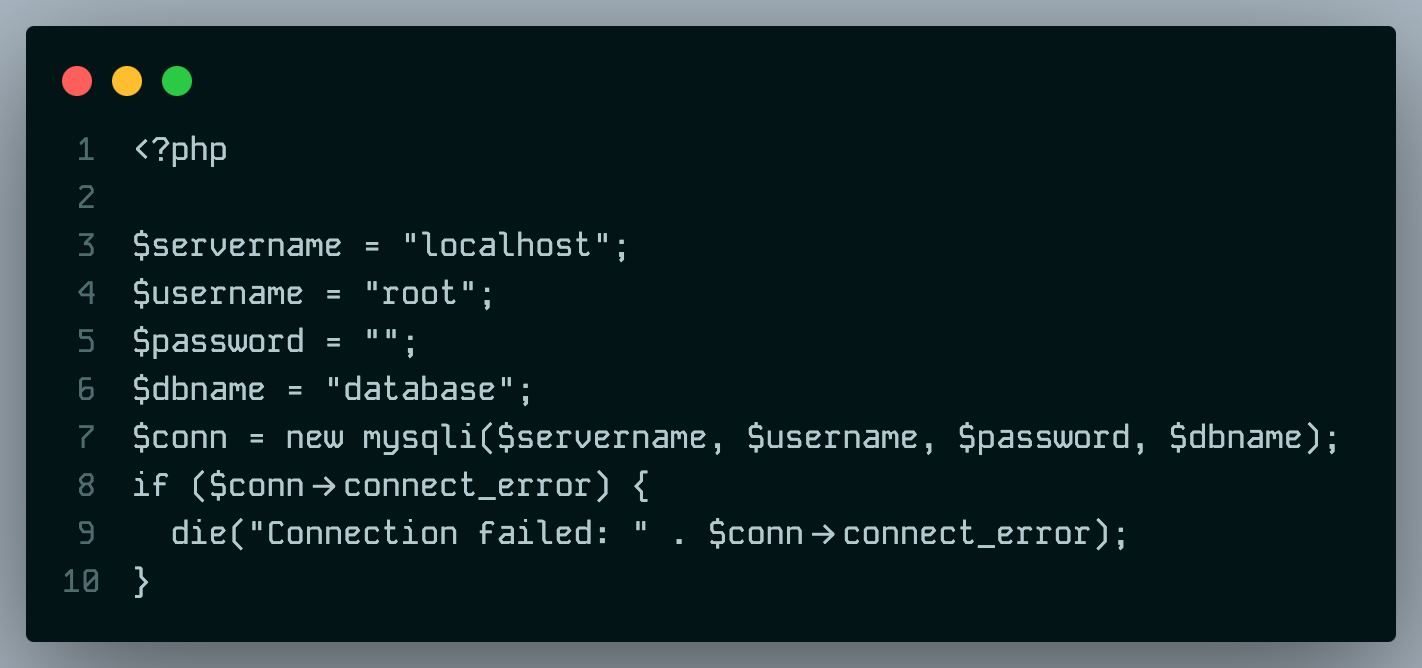 1 <?php
2
3 $servername = "localhost";
4 $username = "root";
5 $password = "";
6 $dbname = "database";
7 $conn = new mysqli($servername, $username, $password, $dbname);
8 if ($conn->connect_error) {
9   die("Connection failed: " . $conn->connect_error);
10 }